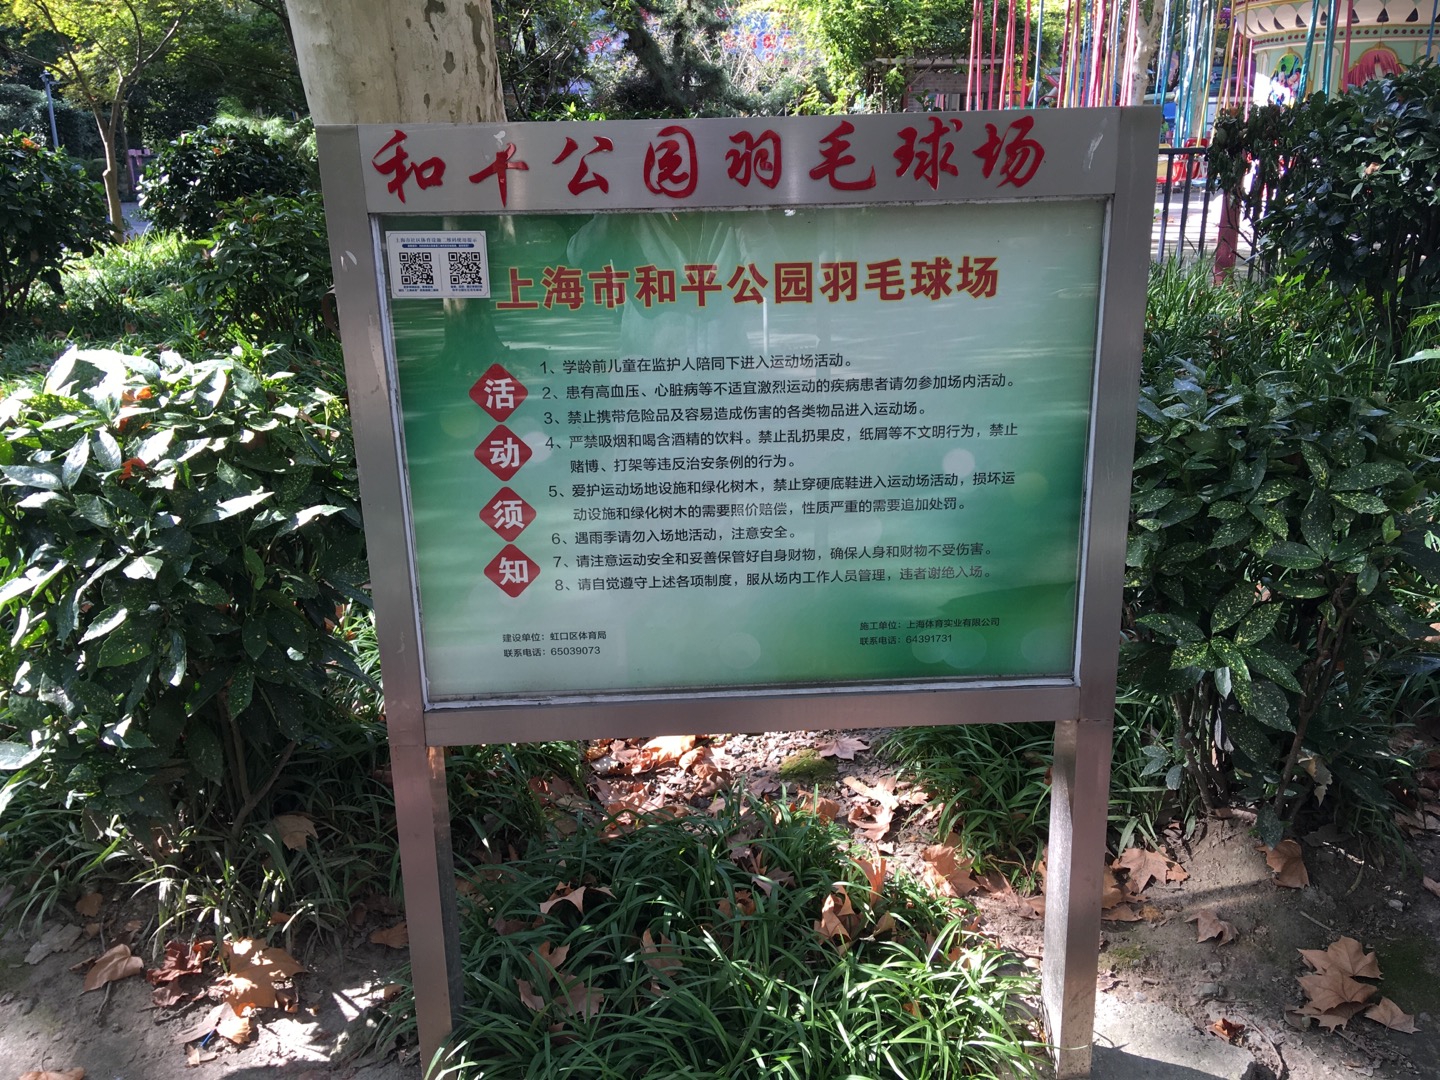 和平公园羽毛球场
上海市和平公园羽毛球场
活动须知
1、学龄前儿童在监护人陪同下进入运动场活动。
2、患有高血压、心脏病等不适宜激烈运动的疾病患者请勿参加场内活动。
3、禁止携带危险品及容易造成伤害的各类物品进入运动场。
4、严禁吸烟和喝含酒精的饮料。禁止乱扔果皮，纸屑等不文明行为，禁止
赌博、打架等违反治安条例的行为。
5、爱护运动场地设施和绿化树木，禁止穿硬底鞋进入运动场活动，损坏运
动设施和绿化树木的需要照价赔偿，性质严重的需要追加处罚。
6、遇雨季请勿入场地活动，注意安全。
7、请注意运动安全和妥善保管好自身财物，确保人身和财物不受伤害。
8、请自觉遵守上述各项制度，服从场内工作人员管理，违者谢绝入场。
建设单位：虹口区体育局
联系电话：65039073
施工单位：上海体育实业有限公司
联系电话：64391731